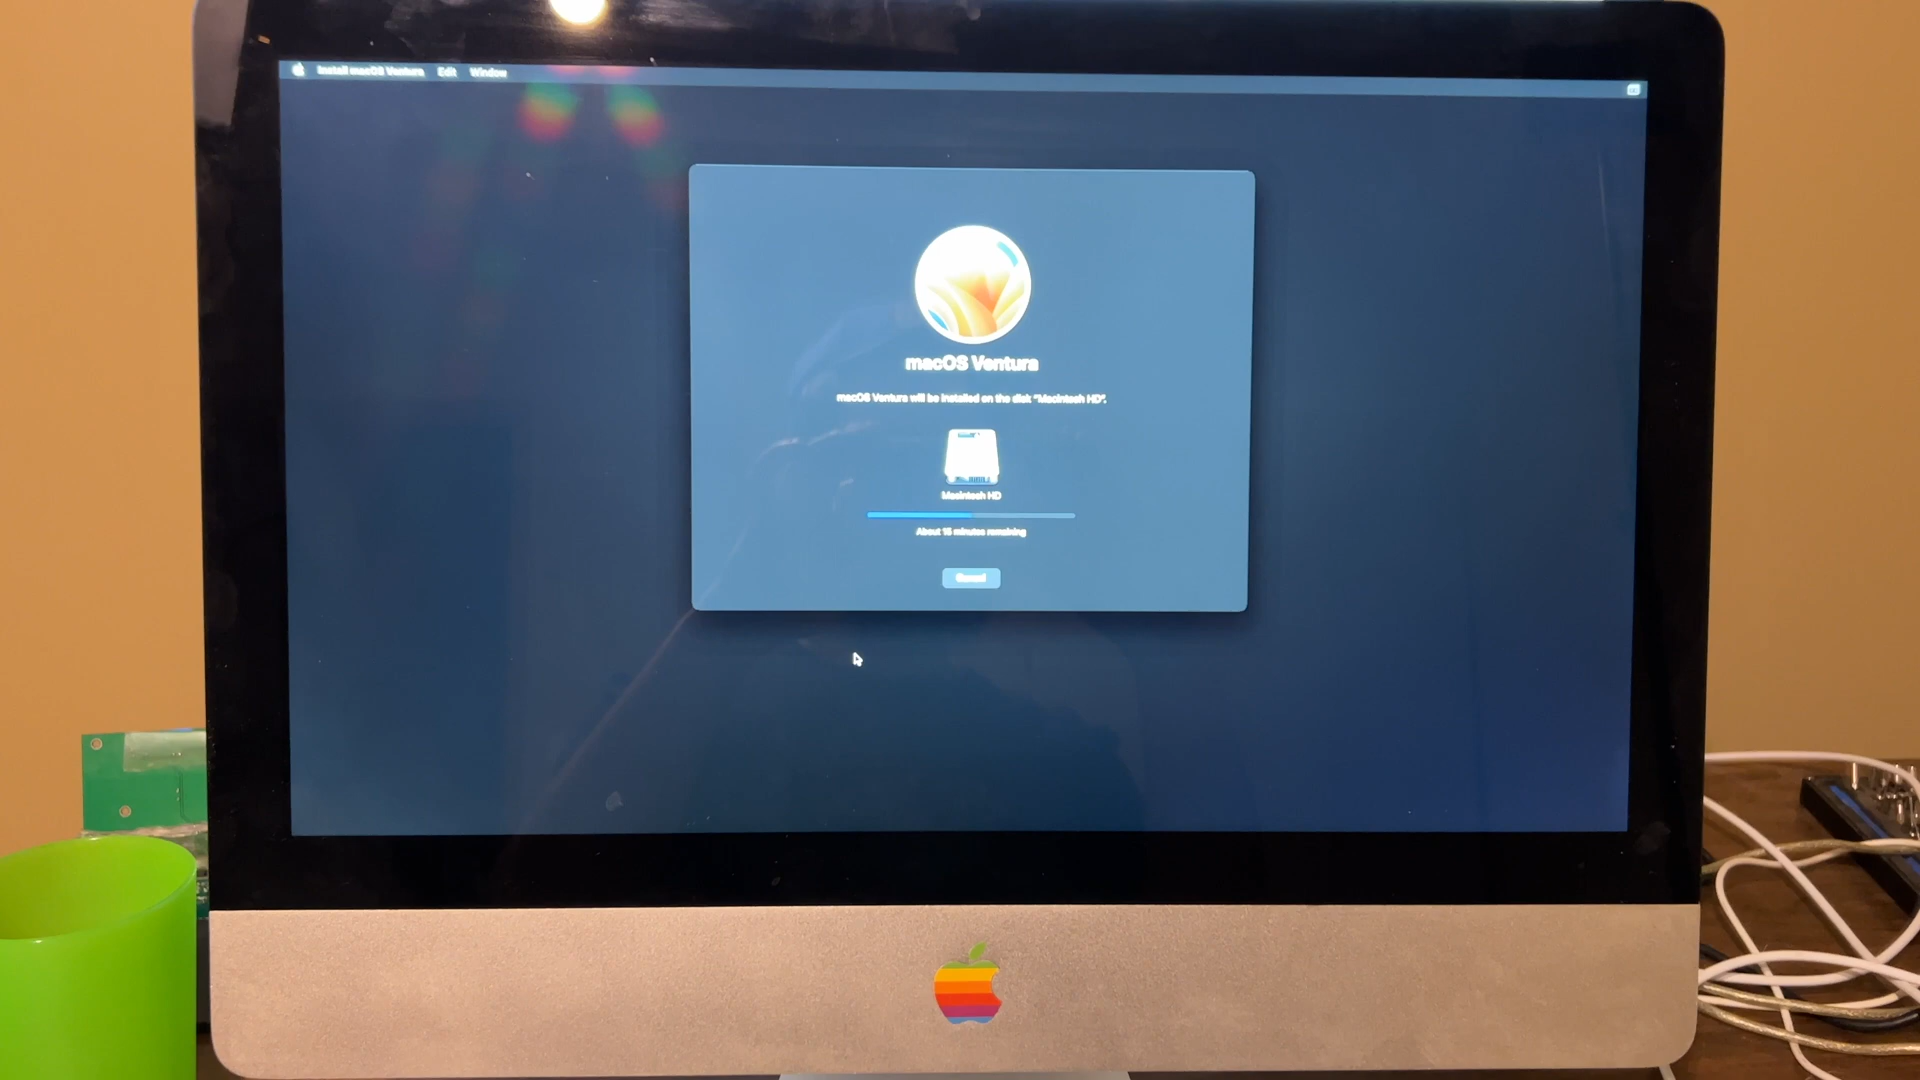 Install macOS Ventura Edit Window
macOS Ventura
macOS Ventura will be installed on the disk “Macintosh HD”.
Macintosh HD
About 15 minutes remaining
Cancel